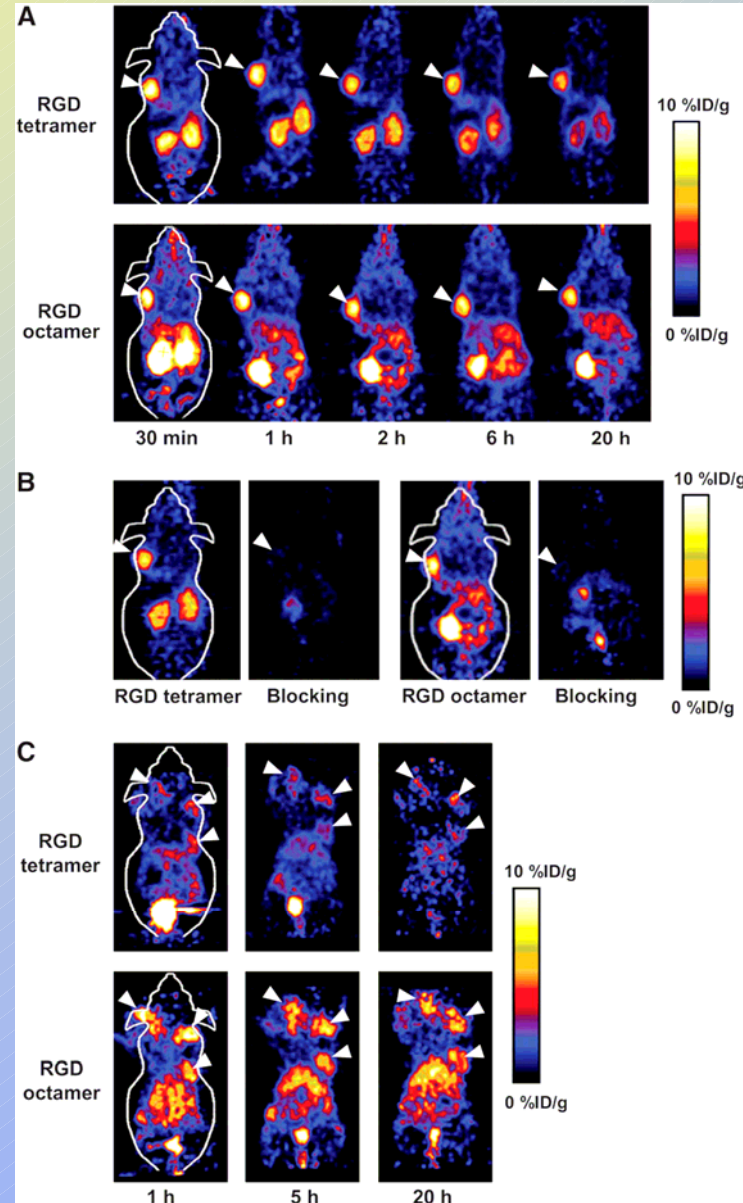 A
RGD
tetramer
10 %ID/g
0 %ID/g
RGD
octamer
30 min 1 h 2 h 6 h 20 h
B
10 %ID/g
0 %ID/g
RGD tetramer Blocking RGD octamer Blocking
C
RGD
tetramer
10 %ID/g
0 %ID/g
RGD
octamer
1 h 5 h 20 h